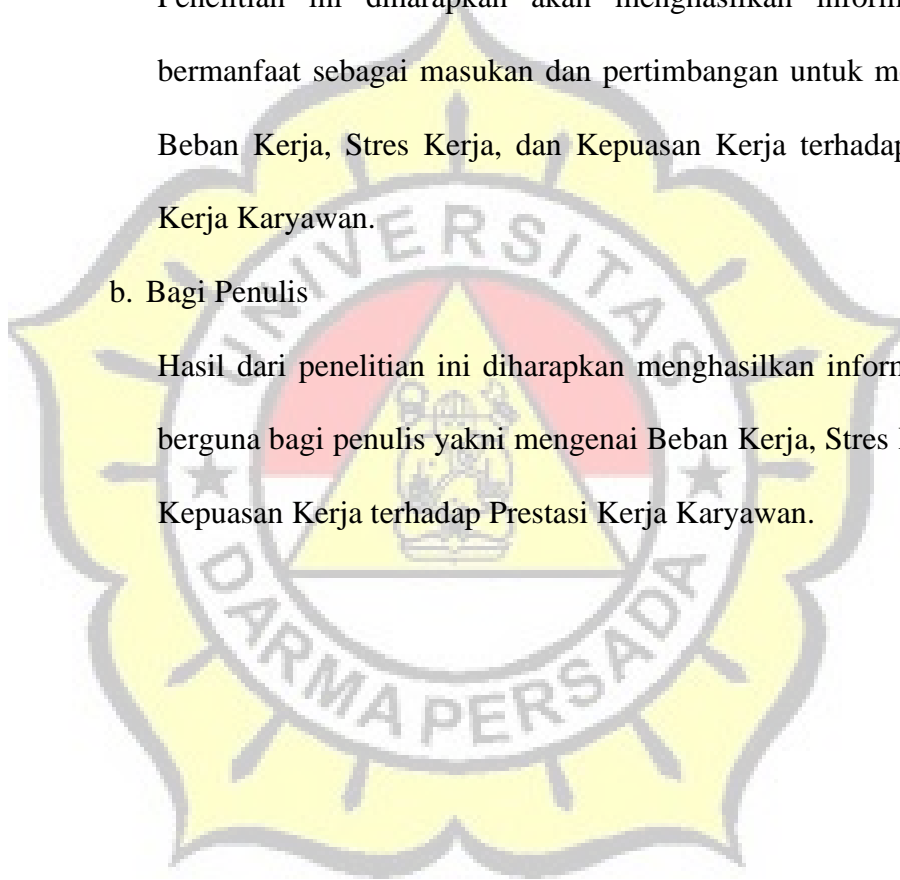 Penelitian ini diharapkan akan menghasilkan
bermanfaat sebagai masukan dan pertimbangan untuk
Beban Kerja, Stres Kerja, dan Kepuasan Kerja terhadap
Kerja Karyawan.
b. Bagi Penulis
Hasil dari penelitian ini diharapkan menghasilkan
berguna bagi penulis yakni mengenai Beban Kerja, Stres
Kepuasan Kerja terhadap Prestasi Kerja Karyawan.
UNIVERSITAS
DARMA PERSADA